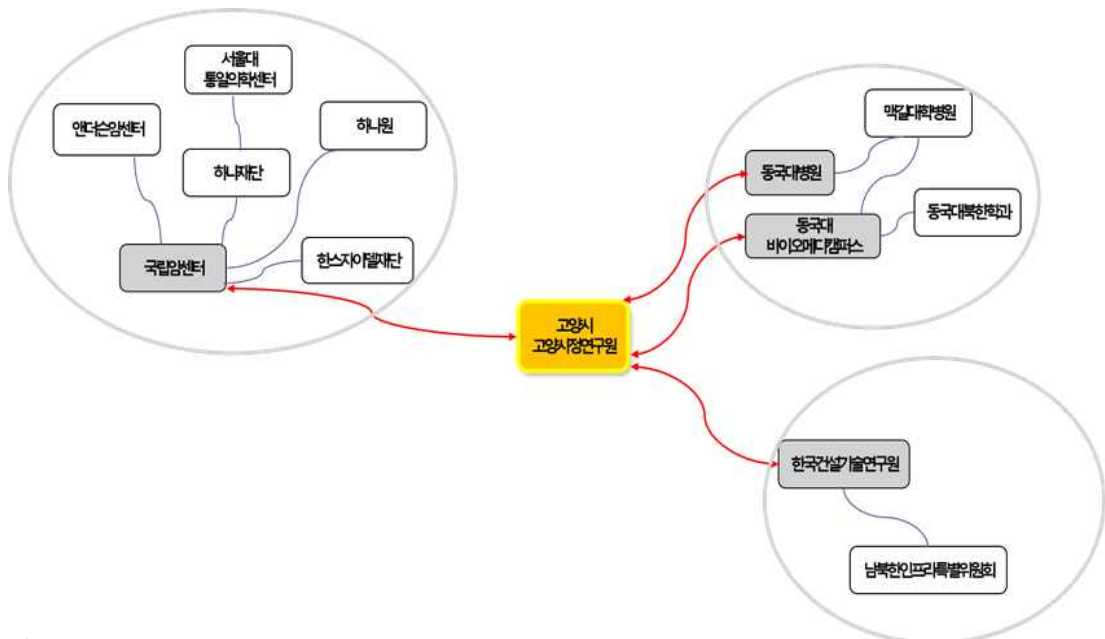 서울대
통일의학센터
앤더슨암센터
하나원
하나재단
국립암센터
한스자이델재단
맥길대학병원
동국대병원
동국대북한학과
동국대
바이오메디캠퍼스
고양시
고양시정연구원
한국건설기술연구원
남북한인프라특별위원회